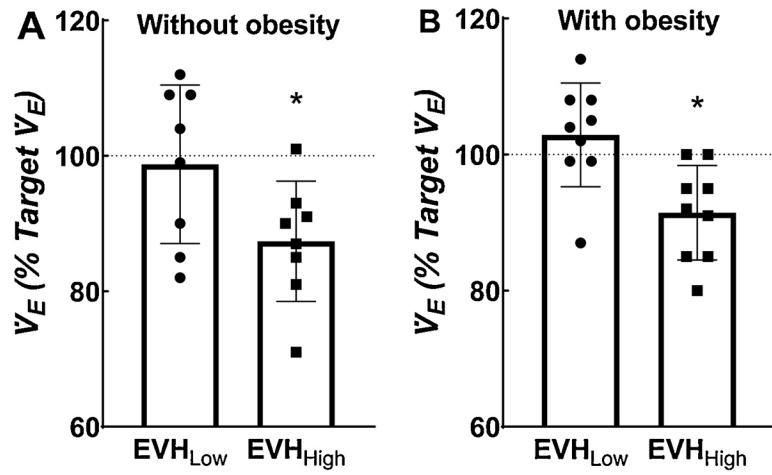 A
Without obesity
V̇E (% Target V̇E)
120
100
80
60
*
EVHLow
EVHHigh
B
With obesity
V̇E (% Target V̇E)
120
100
80
60
*
EVHLow
EVHHigh